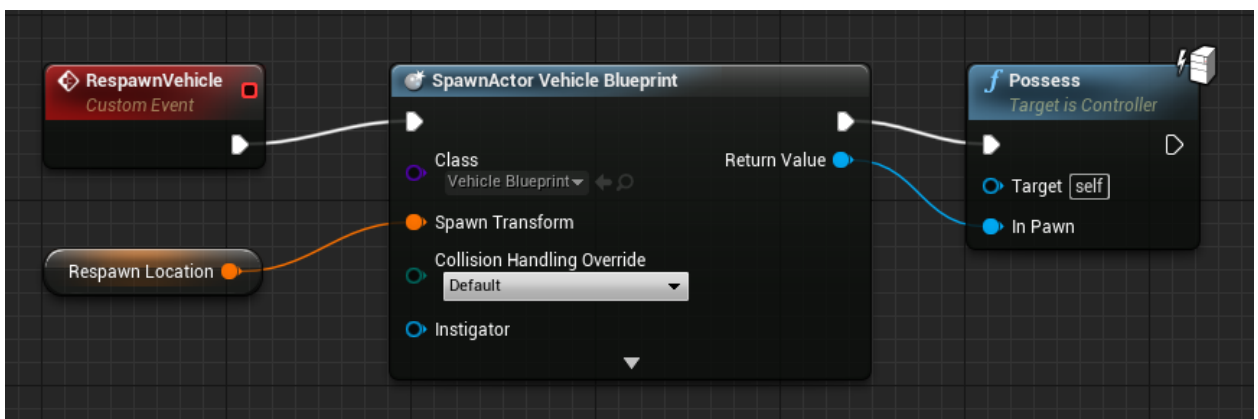 RespawnVehicle
Custom Event
Respawn Location
SpawnActor Vehicle Blueprint
Class
Vehicle Blueprint
Return Value
Spawn Transform
Collision Handling Override
Default
Instigator
f Possess
Target is Controller
Target self
In Pawn